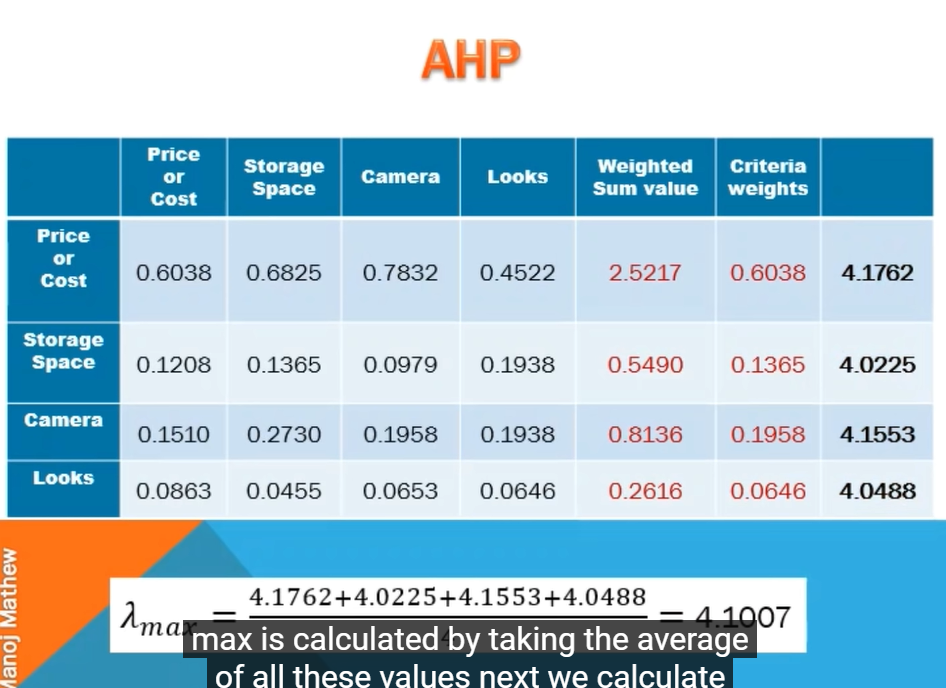 AHP
Price or Cost Storage Space Camera Looks Weighted Sum value Criteria weights
Price or Cost 0.6038 0.6825 0.7832 0.4522 2.5217 0.6038 4.1762
Storage Space 0.1208 0.1365 0.0979 0.1938 0.5490 0.1365 4.0225
Camera 0.1510 0.2730 0.1958 0.1938 0.8136 0.1958 4.1553
Looks 0.0863 0.0455 0.0653 0.0646 0.2616 0.0646 4.0488
4.1762+4.0225+4.1553+4.0488
λmax = = 4.1007
max is calculated by taking the average
of all these values next we calculate
Manoj Mathew